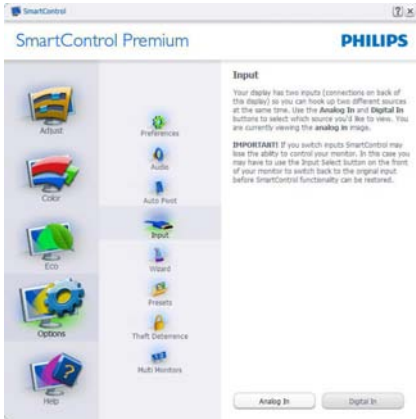 SmartControl
SmartControl Premium
PHILIPS
Adjust
Color
Eco
Options
Help
Preferences
Audio
Auto Pivot
Input
Wizard
Presets
Theft Deterrence
Multi Monitors
Input
Your display has two inputs (connections on back of
the display) so you can hook up two different sources
at the same time. Use the Analog In and Digital In
buttons to select which source you'd like to view. You
are currently viewing the analog in image.
IMPORTANT! If you switch inputs SmartControl may
lose the ability to control your monitor. In this case you
may have to use the Input Select button on the front
of your monitor to switch back to the original input
before SmartControl functionality can be restored.
Analog In
Digital In